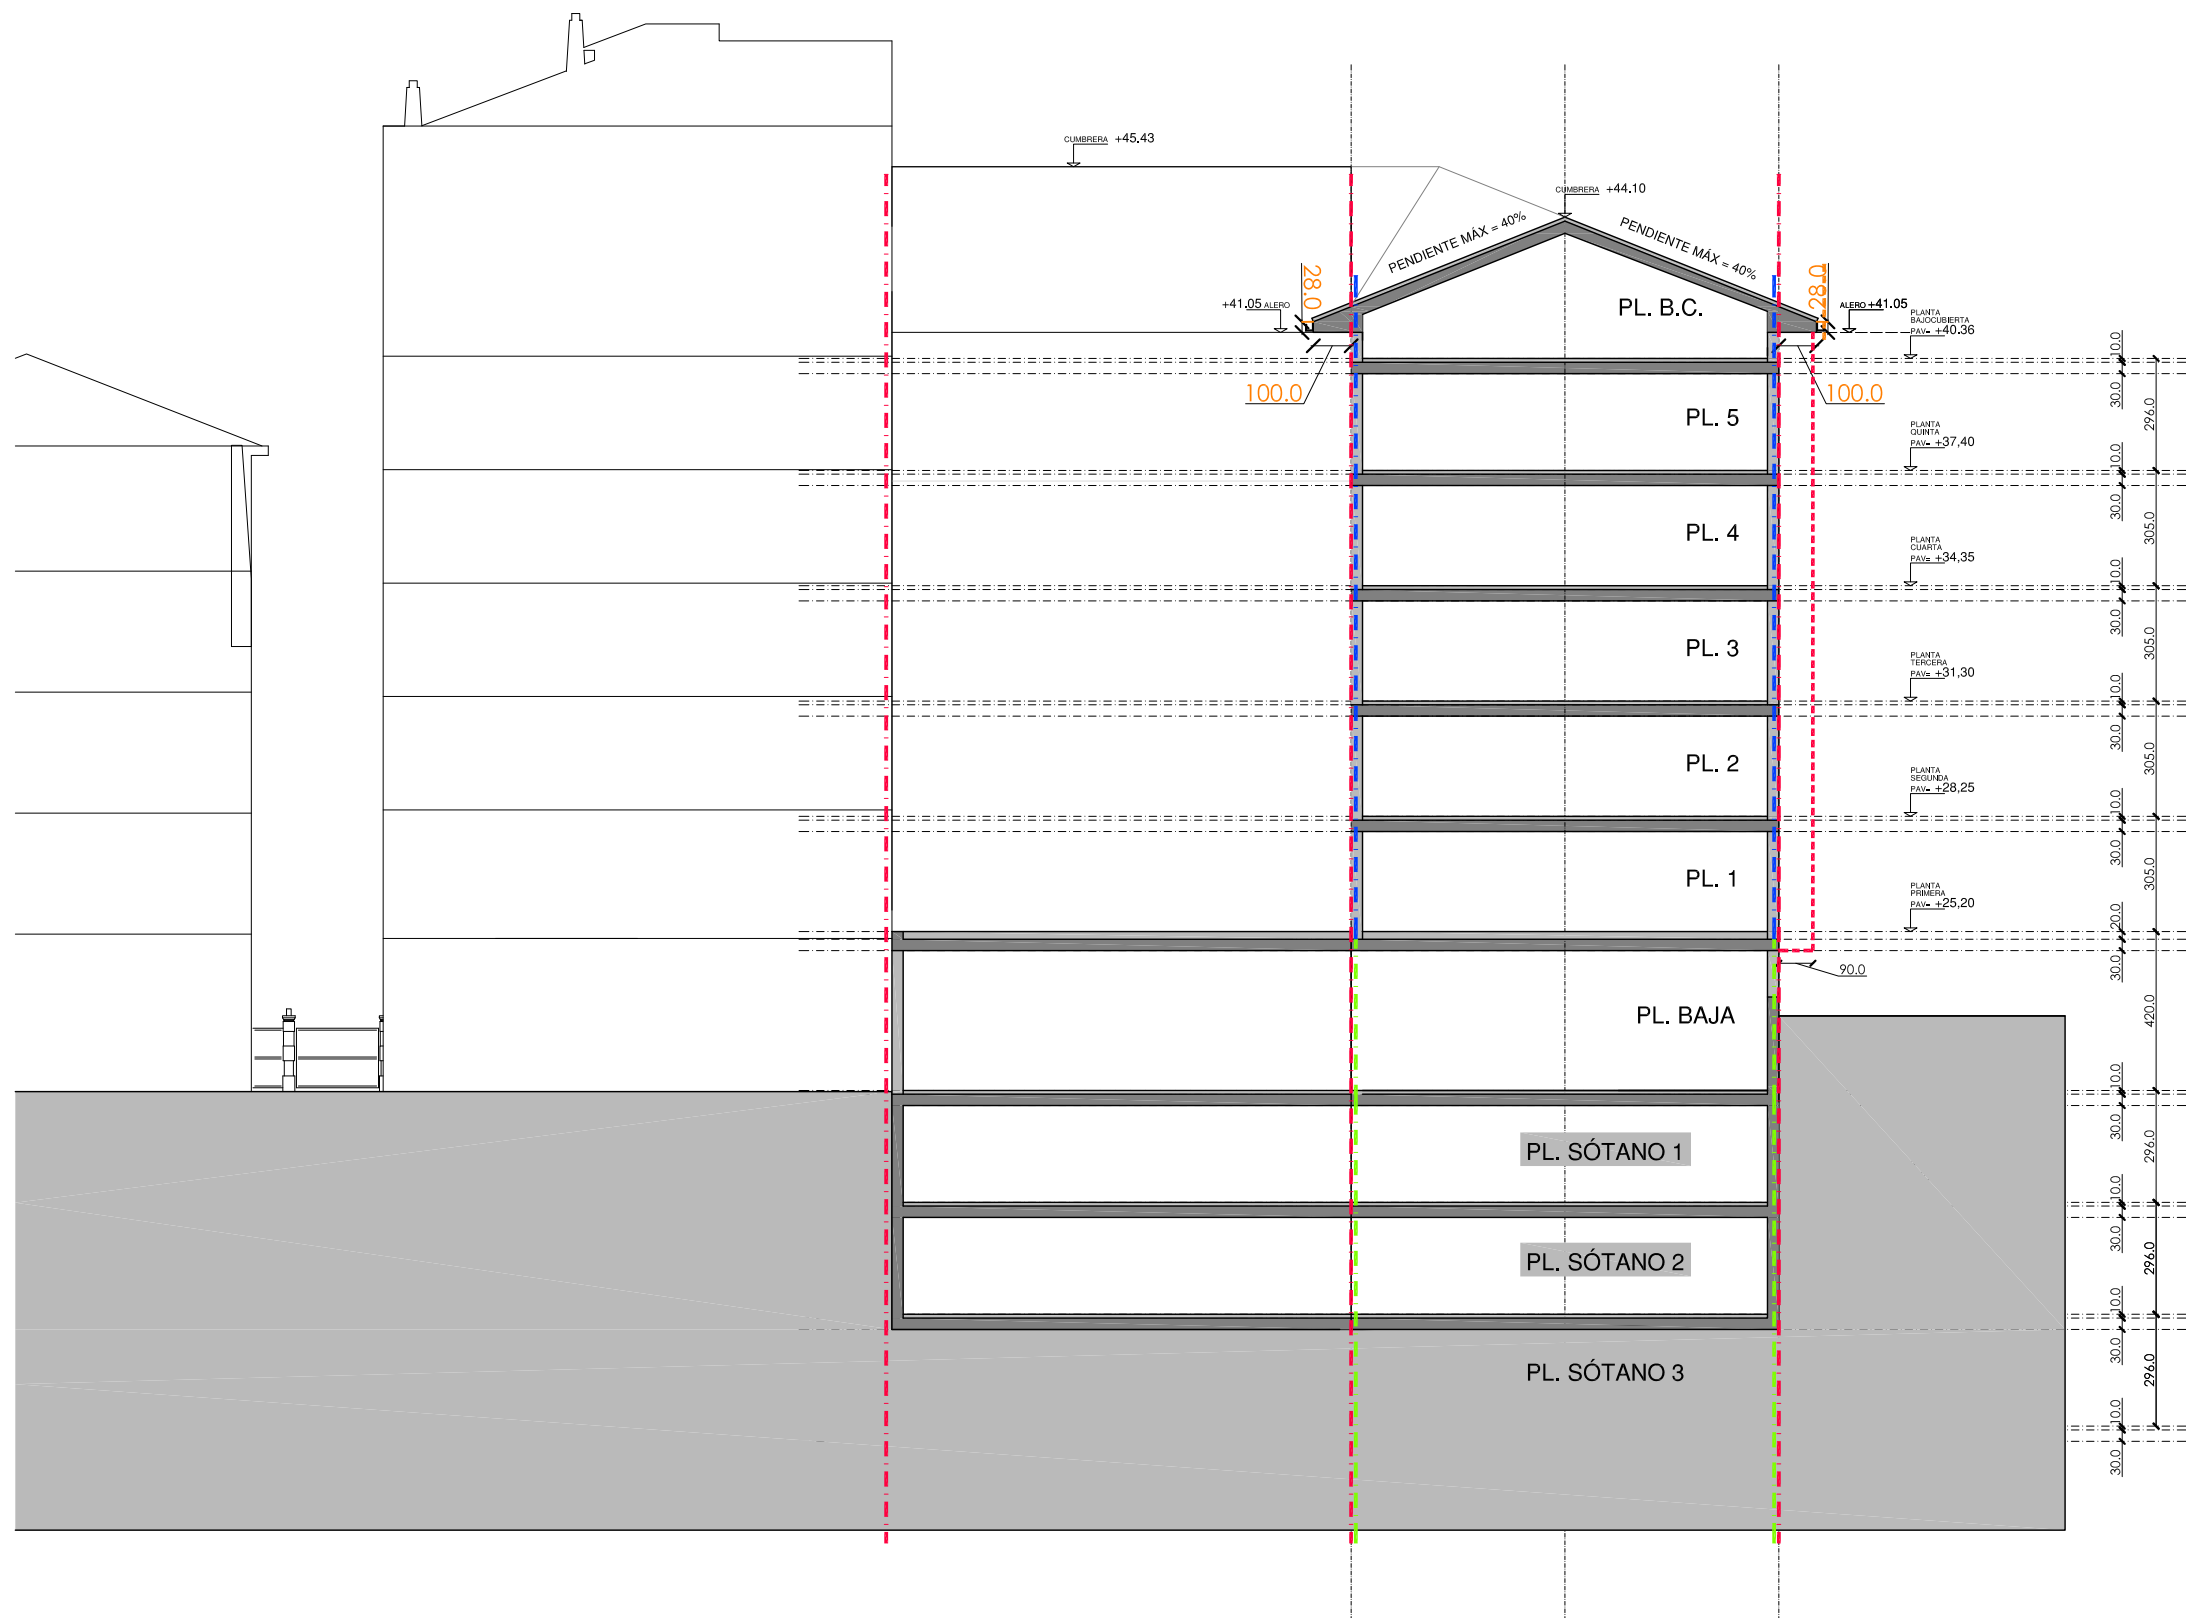 CUMBRERA +45.43
CUMBRERA +44.10
PENDIENTE MÁX = 40%
PENDIENTE MÁX = 40%
28.0
28.0
+41.05 ALERO
ALERO +41.05
PL. B.C.
PLANTA
BAJOCUBIERTA
PAV= +40.36
100.0
100.0
10.0
30.0
296.0
PL. 5
PLANTA
QUINTA
PAV= +37,40
10.0
30.0
305.0
PL. 4
PLANTA
CUARTA
PAV= +34,35
10.0
30.0
305.0
PL. 3
PLANTA
TERCERA
PAV= +31,30
10.0
30.0
305.0
PL. 2
PLANTA
SEGUNDA
PAV= +28,25
10.0
30.0
305.0
PL. 1
PLANTA
PRIMERA
PAV= +25,20
20.0
30.0
90.0
420.0
PL. BAJA
10.0
30.0
296.0
PL. SÓTANO 1
10.0
30.0
296.0
PL. SÓTANO 2
10.0
30.0
296.0
PL. SÓTANO 3
10.0
30.0